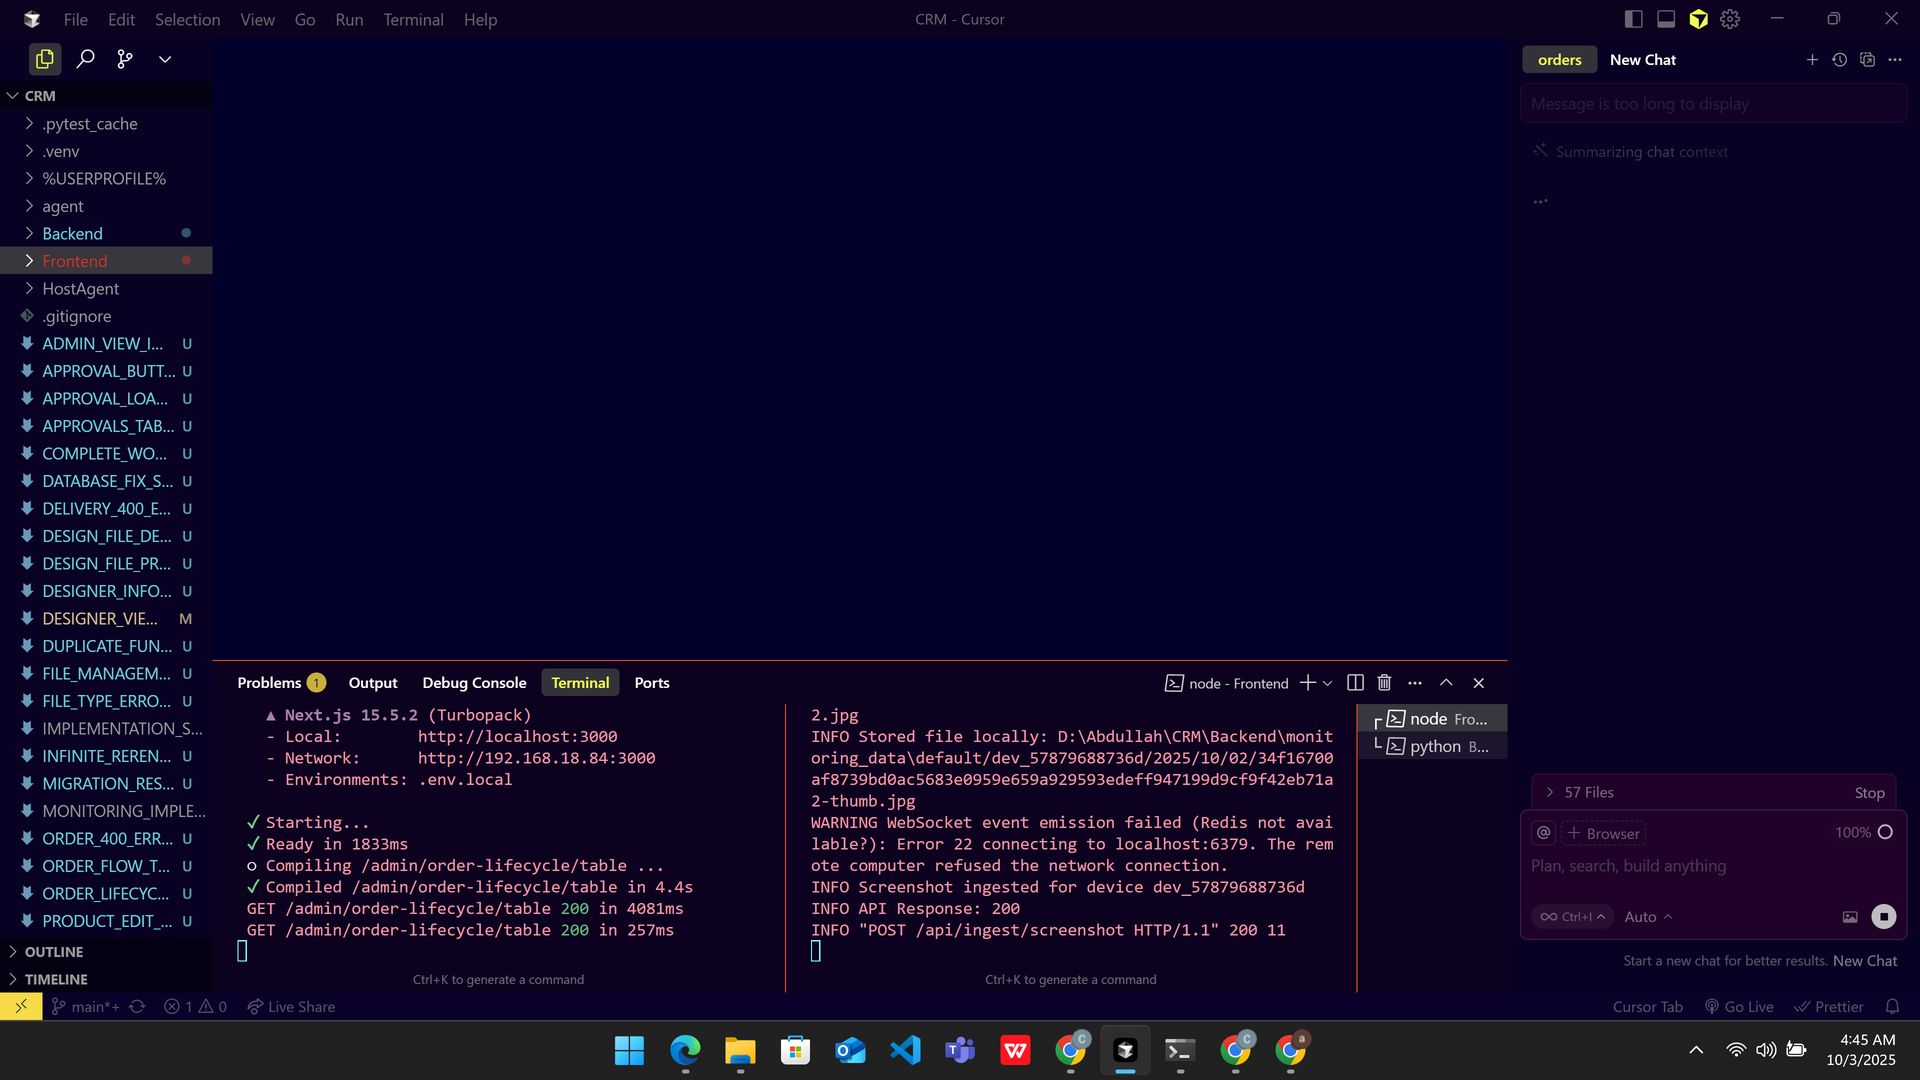 File Edit Selection View Go Run Terminal Help
CRM - Cursor
CRM
.pytest_cache
.venv
%USERPROFILE%
agent
Backend
Frontend
HostAgent
.gitignore
ADMIN_VIEW_I... U
APPROVAL_BUTT... U
APPROVAL_LOA... U
APPROVALS_TAB... U
COMPLETE_WO... U
DATABASE_FIX_S... U
DELIVERY_400_E... U
DESIGN_FILE_DE... U
DESIGN_FILE_PR... U
DESIGNER_INFO... U
DESIGNER_VIE... M
DUPLICATE_FUN... U
FILE_MANAGEM... U
FILE_TYPE_ERRO... U
IMPLEMENTATION_S...
INFINITE_REREN... U
MIGRATION_RES... U
MONITORING_IMPLE...
ORDER_400_ERR... U
ORDER_FLOW_T... U
ORDER_LIFECYC... U
PRODUCT_EDIT_... U
OUTLINE
TIMELINE
Problems 1 Output Debug Console Terminal Ports
node - Frontend
▲ Next.js 15.5.2 (Turbopack)
- Local: http://localhost:3000
- Network: http://192.168.18.84:3000
- Environments: .env.local
✓ Starting...
✓ Ready in 1833ms
○ Compiling /admin/order-lifecycle/table ...
✓ Compiled /admin/order-lifecycle/table in 4.4s
GET /admin/order-lifecycle/table 200 in 4081ms
GET /admin/order-lifecycle/table 200 in 257ms
Ctrl+K to generate a command
2.jpg
INFO Stored file locally: D:\Abdullah\CRM\Backend\monit
oring_data\default/dev_57879688736d/2025/10/02/34f16700
af8739bd0ac5683e0959e659a929593edeff947199d9cf9f42eb71a
2-thumb.jpg
WARNING WebSocket event emission failed (Redis not avai
lable?): Error 22 connecting to localhost:6379. The rem
ote computer refused the network connection.
INFO Screenshot ingested for device dev_57879688736d
INFO API Response: 200
INFO "POST /api/ingest/screenshot HTTP/1.1" 200 11
Ctrl+K to generate a command
node Fro...
python B...
orders New Chat
Message is too long to display
Summarizing chat context
...
57 Files Stop
@ + Browser 100%
Plan, search, build anything
∞ Ctrl+I Auto
Start a new chat for better results. New Chat
main*+ 1 0 Live Share
Cursor Tab Go Live Prettier
4:45 AM
10/3/2025